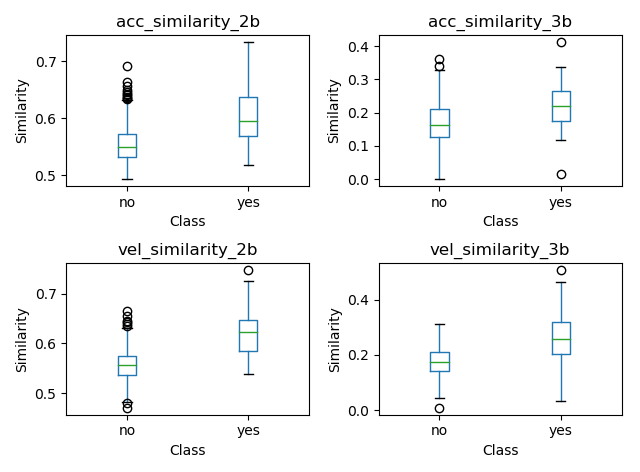 acc_similarity_2b
Similarity
0.7
0.6
0.5
no yes
Class
acc_similarity_3b
Similarity
0.4
0.3
0.2
0.1
0.0
no yes
Class
vel_similarity_2b
Similarity
0.7
0.6
0.5
no yes
Class
vel_similarity_3b
Similarity
0.4
0.2
0.0
no yes
Class